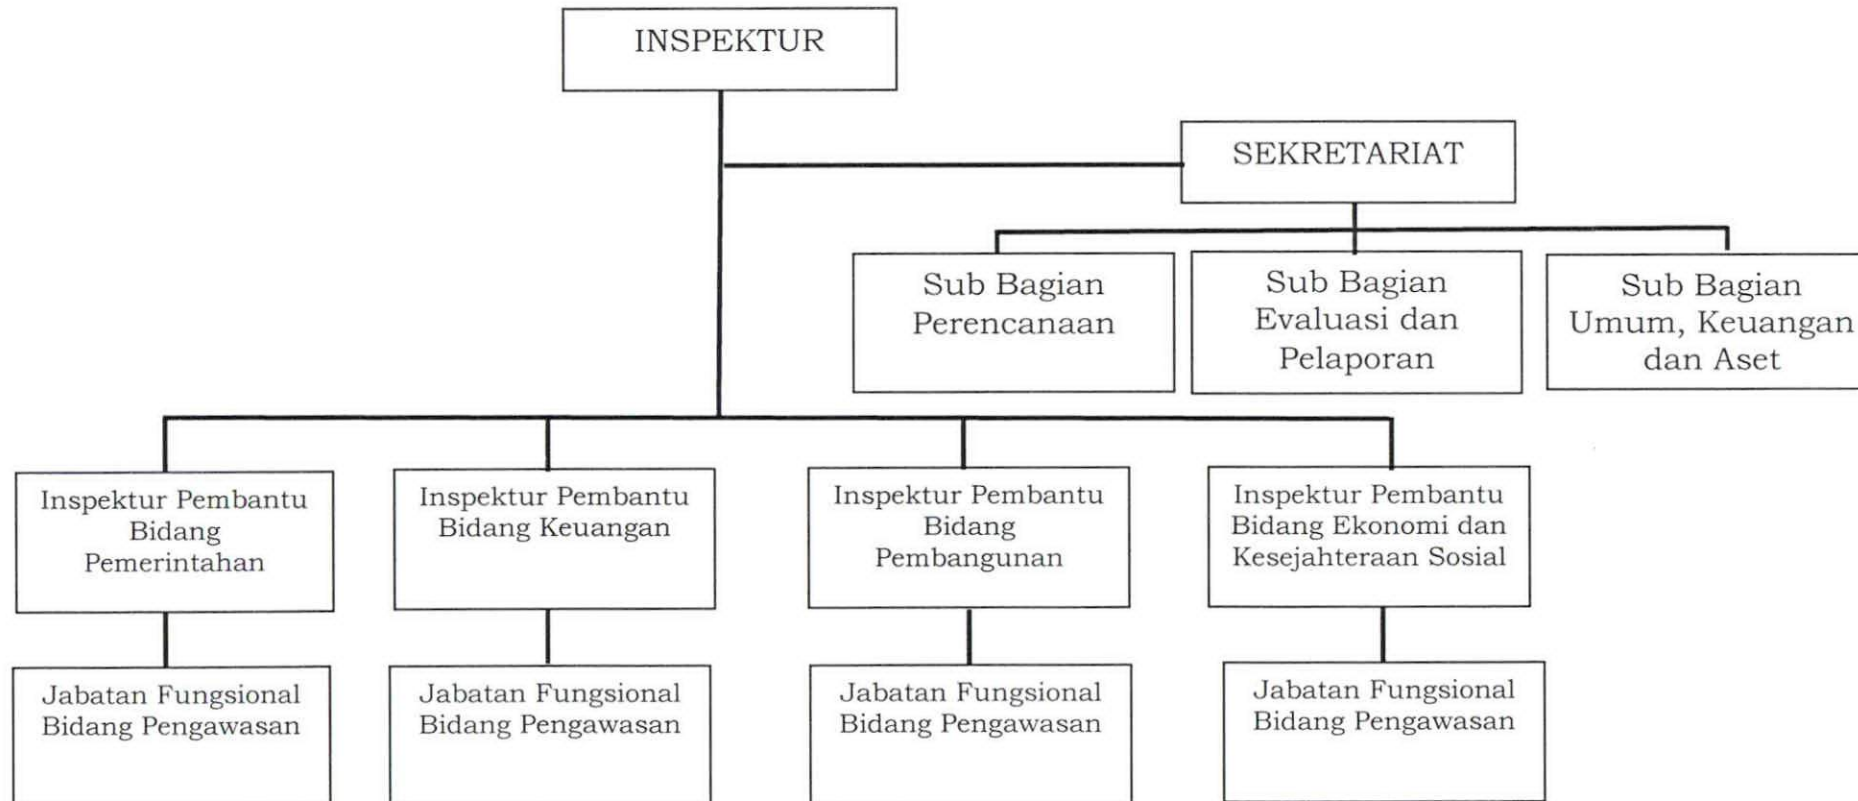 INSPEKTUR
SEKRETARIAT
Sub Bagian
Perencanaan
Sub Bagian
Evaluasi dan
Pelaporan
Sub Bagian
Umum, Keuangan
dan Aset
Inspektur Pembantu
Bidang
Pemerintahan
Inspektur Pembantu
Bidang Keuangan
Inspektur Pembantu
Bidang
Pembangunan
Inspektur Pembantu
Bidang Ekonomi dan
Kesejahteraan Sosial
Jabatan Fungsional
Bidang Pengawasan
Jabatan Fungsional
Bidang Pengawasan
Jabatan Fungsional
Bidang Pengawasan
Jabatan Fungsional
Bidang Pengawasan